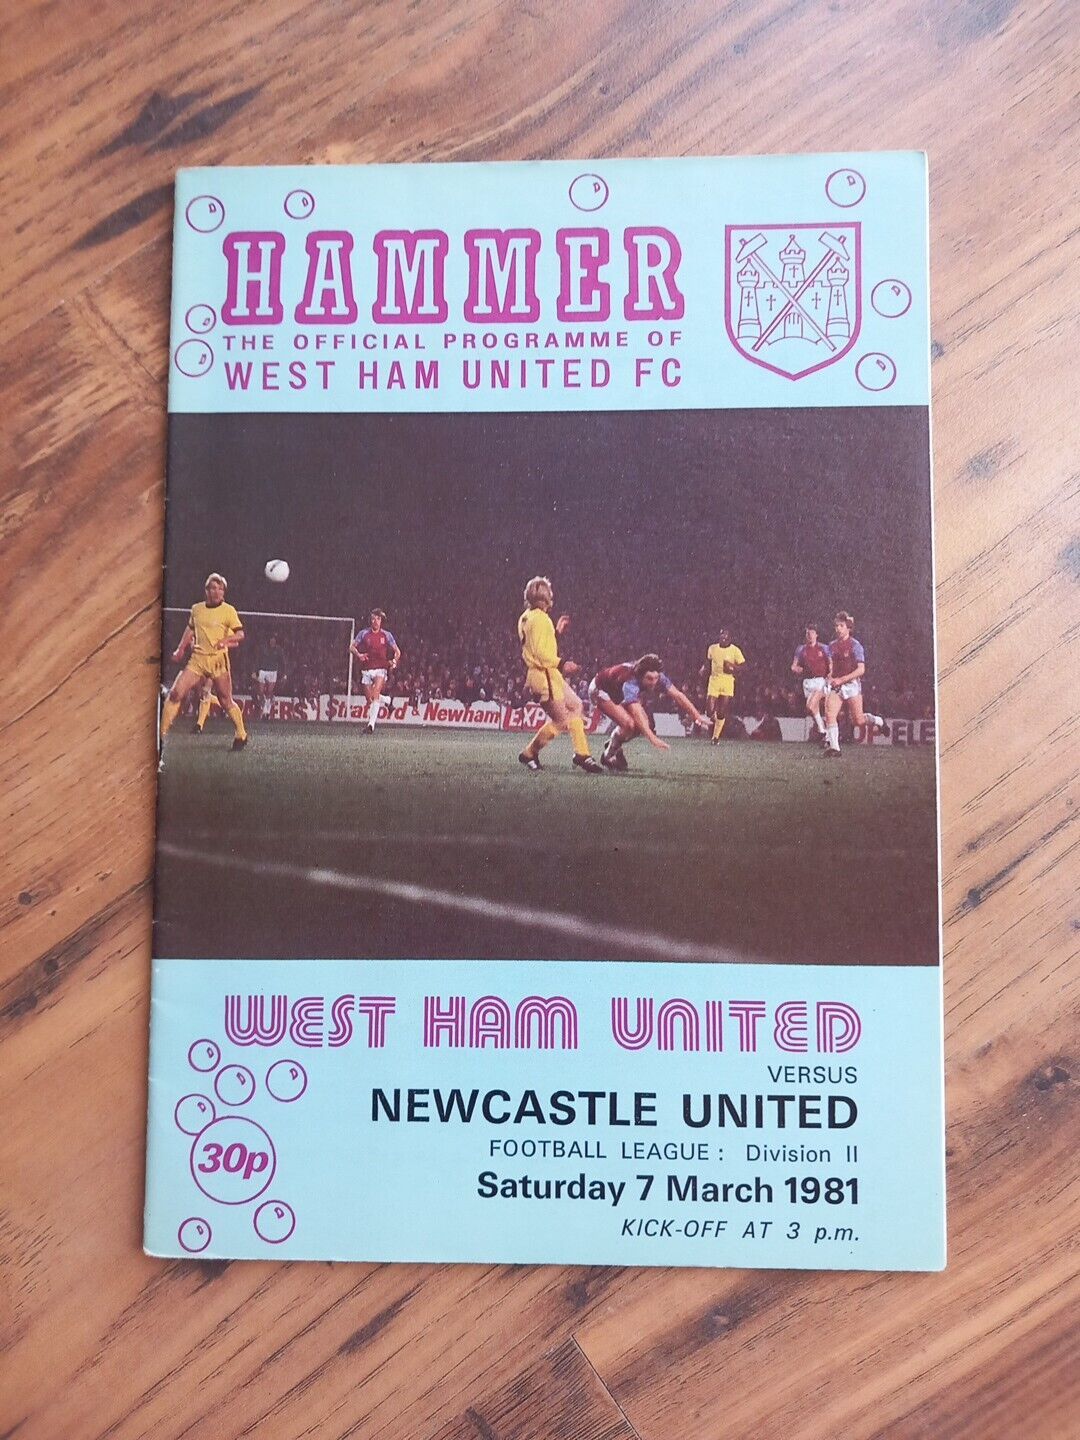 HAMMER
THE OFFICIAL PROGRAMME OF
WEST HAM UNITED FC
Stratford & Newham EXPRESS
WEST HAM UNITED
VERSUS
NEWCASTLE UNITED
FOOTBALL LEAGUE: Division II
30p
Saturday 7 March 1981
KICK-OFF AT 3 p.m.